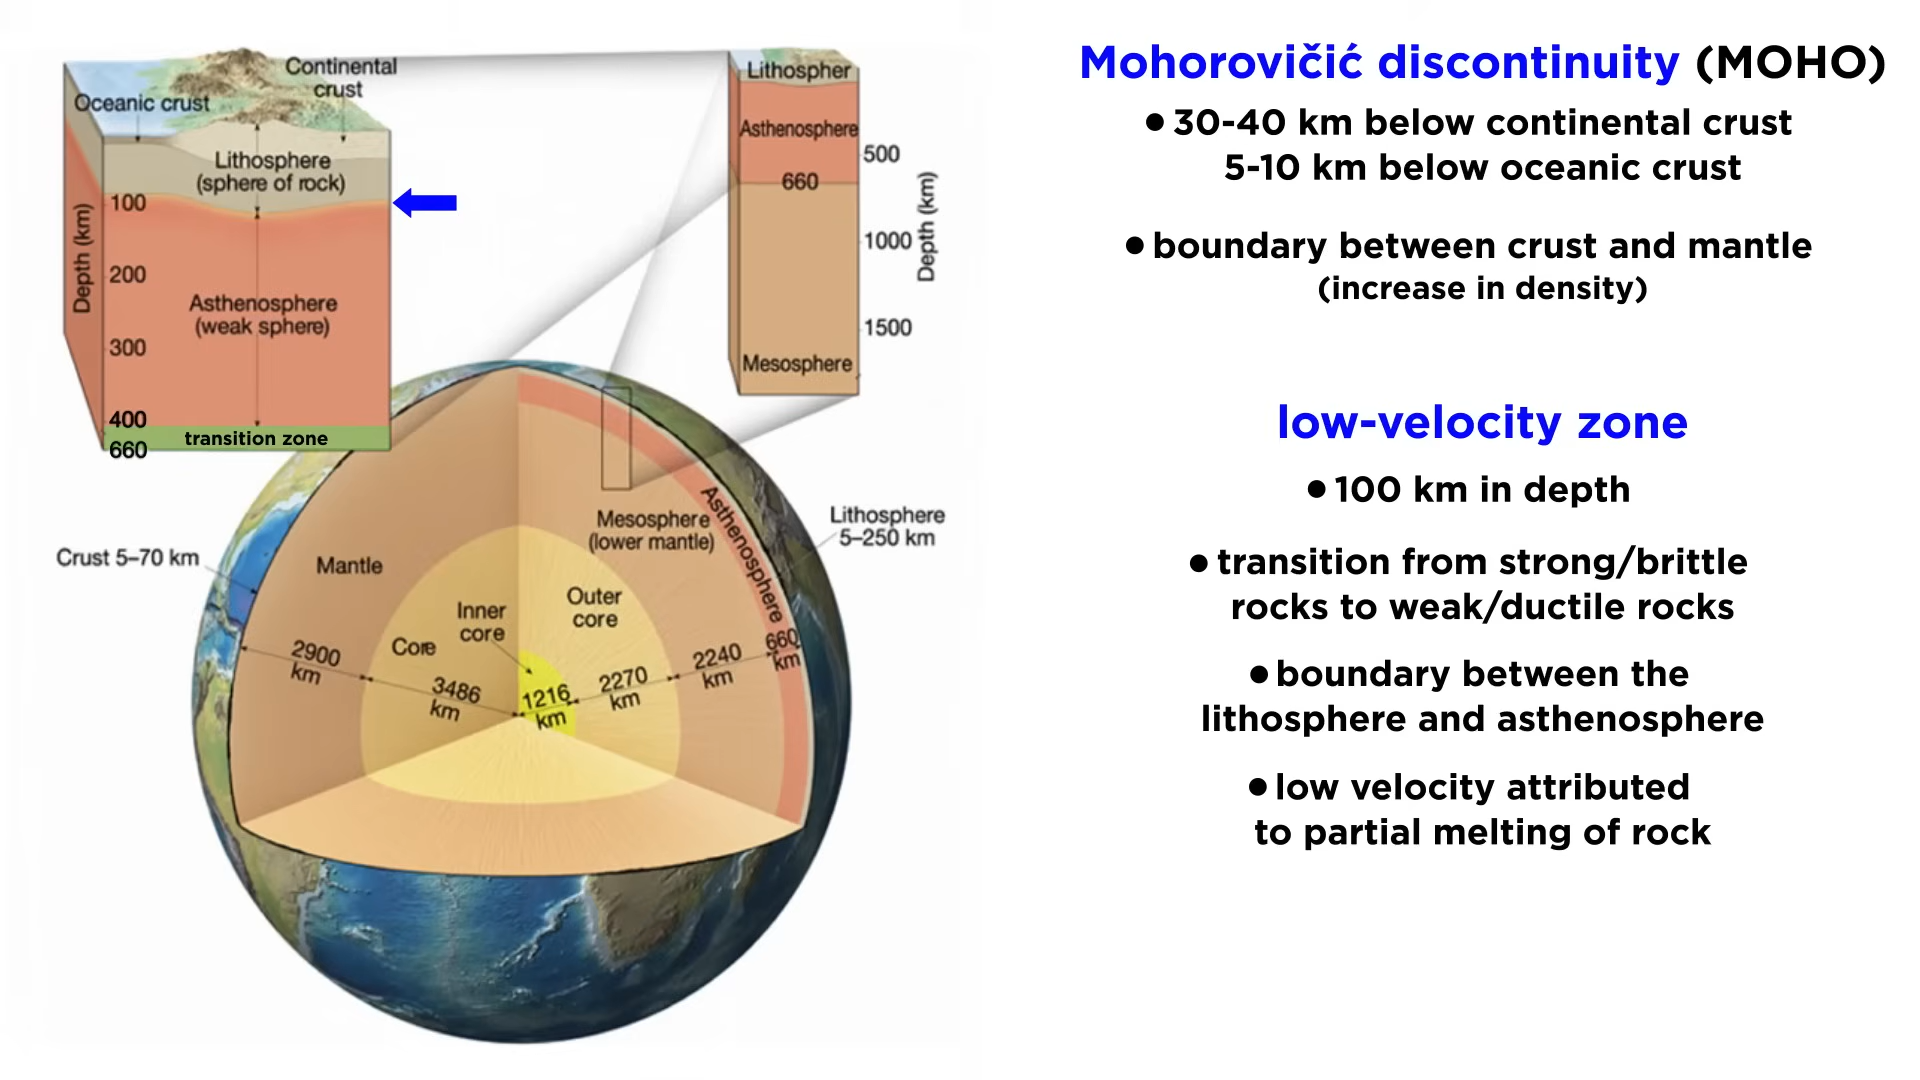 Continental
crust
Oceanic crust
Lithosphere
(sphere of rock)
Depth (km)
100
200
Asthenosphere
(weak sphere)
300
400
transition zone
660
Lithospher
Asthenosphere
500
660
Depth (km)
1000
1500
Mesosphere
Crust 5–70 km
Mantle
Mesosphere
(lower mantle)
Asthenosphere
Lithosphere
5–250 km
Inner
core
Outer
core
Core
2900
km
3486
km
1216
km
2270
km
2240
km
660
km
Mohorovičić discontinuity (MOHO)
● 30-40 km below continental crust
5-10 km below oceanic crust
● boundary between crust and mantle
(increase in density)
low-velocity zone
● 100 km in depth
● transition from strong/brittle
rocks to weak/ductile rocks
● boundary between the
lithosphere and asthenosphere
● low velocity attributed
to partial melting of rock